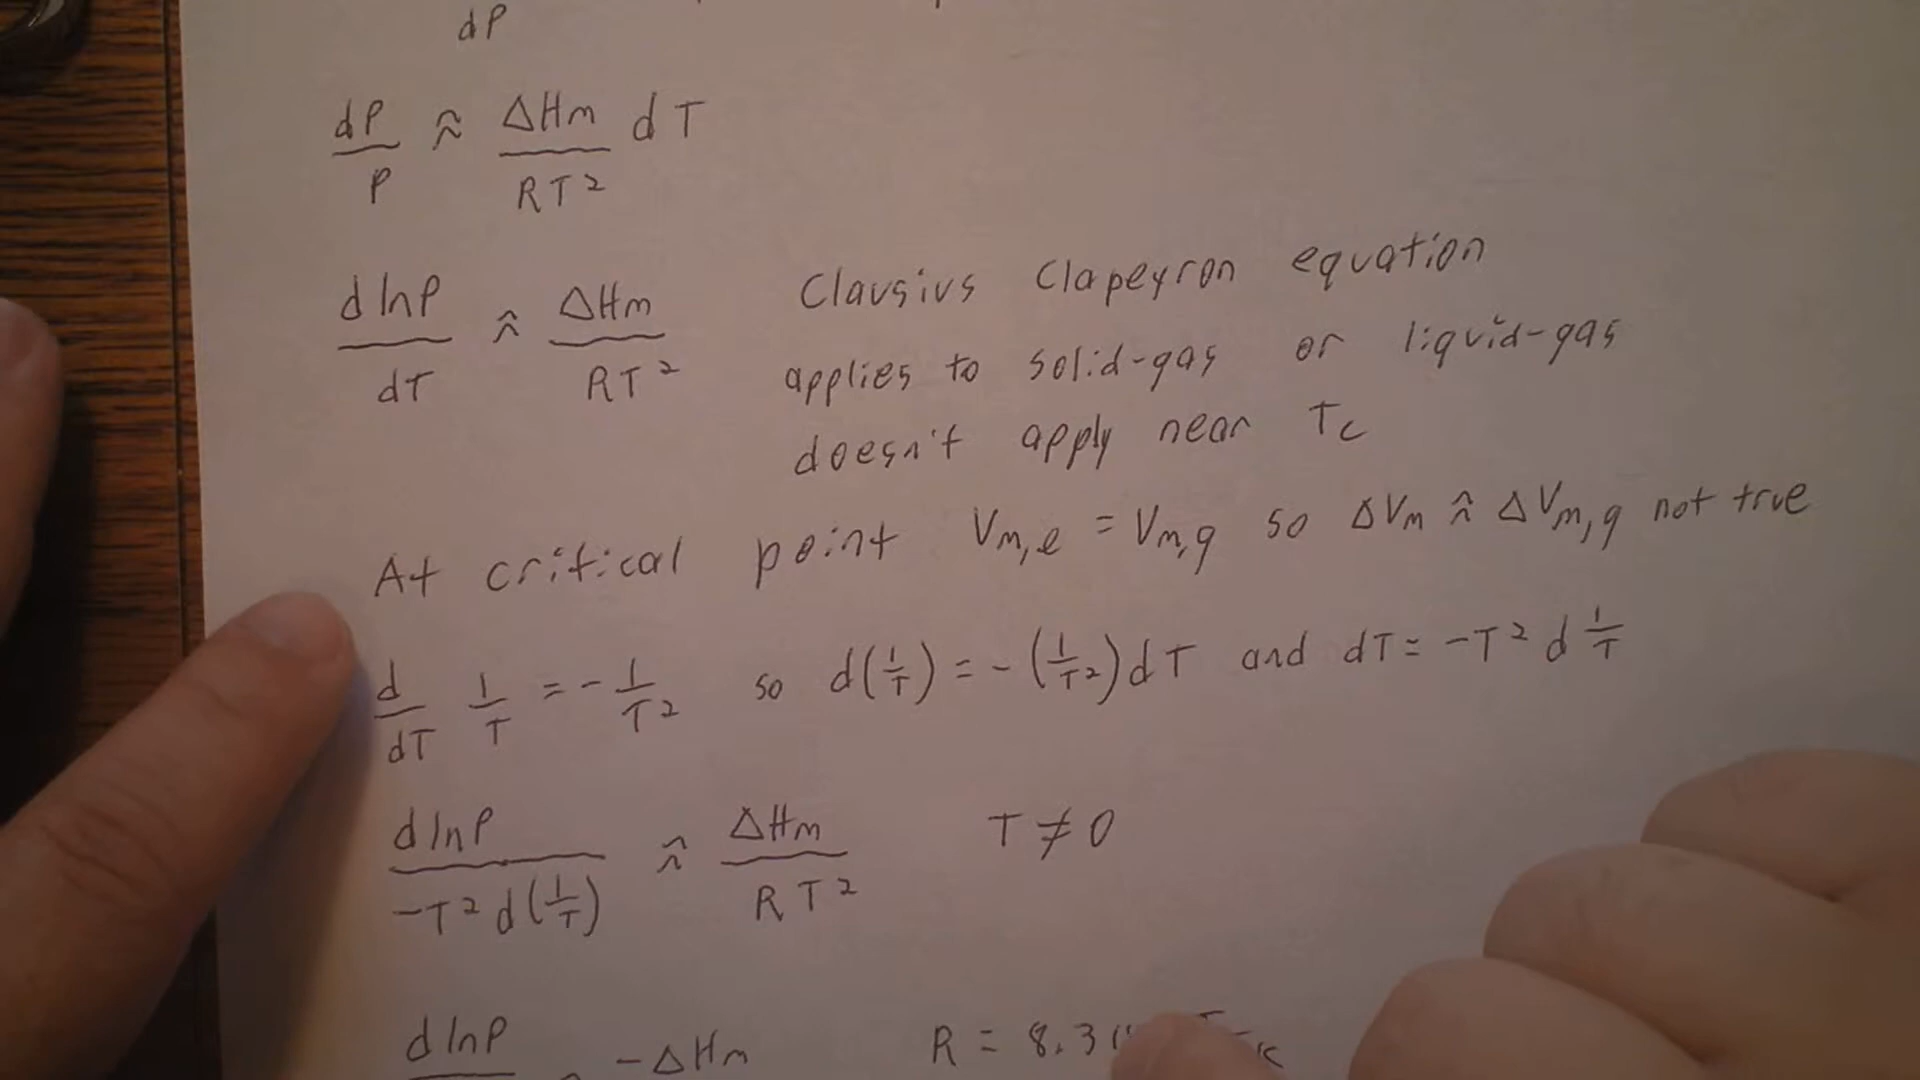 dP
dP/P ≈ ΔHm/RT² dT
d lnP/dT ≈ ΔHm/RT²
Clausius Clapeyron equation
applies to solid-gas or liquid-gas
doesn't apply near Tc
At critical point Vm,l = Vm,g so ΔVm ≈ ΔVm,g not true
d/dT 1/T = -1/T² so d(1/T) = -(1/T²)dT and dT = -T² d 1/T
d lnP/-T² d(1/T) ≈ ΔHm/RT² T ≠ 0
d lnP -ΔHm R = 8.31